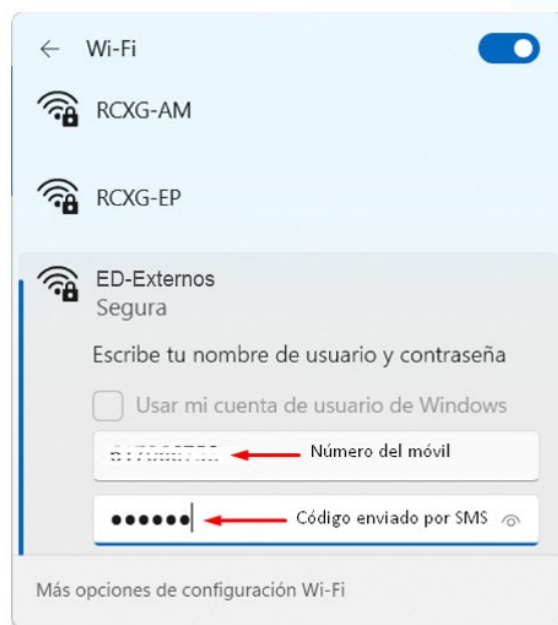 Wi-Fi
RCXG-AM
RCXG-EP
ED-Externos
Segura
Escribe tu nombre de usuario y contraseña
Usar mi cuenta de usuario de Windows
Número del móvil
●●●●●● Código enviado por SMS
Más opciones de configuración Wi-Fi